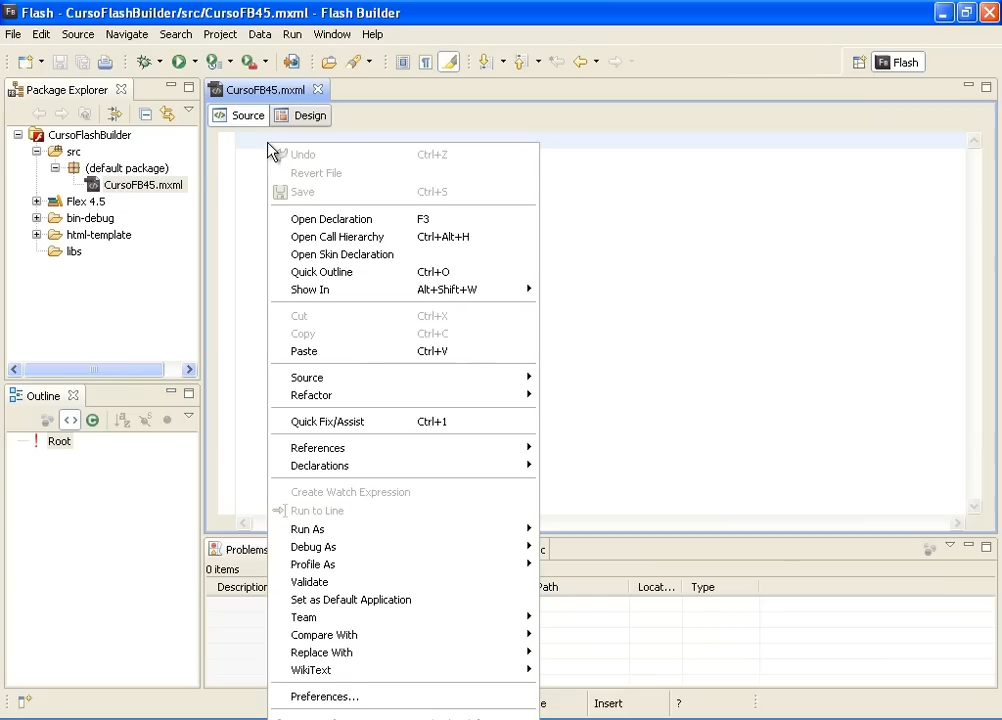 Flash - CursoFlashBuilder/src/CursoFB45.mxml - Flash Builder
File Edit Source Navigate Search Project Data Run Window Help
Flash
Package Explorer
CursoFB45.mxml
Source Design
CursoFlashBuilder
src
(default package)
CursoFB45.mxml
Flex 4.5
bin-debug
html-template
libs
Outline
Root
Undo Ctrl+Z
Revert File
Save Ctrl+S
Open Declaration F3
Open Call Hierarchy Ctrl+Alt+H
Open Skin Declaration
Quick Outline Ctrl+O
Show In Alt+Shift+W
Cut Ctrl+X
Copy Ctrl+C
Paste Ctrl+V
Source
Refactor
Quick Fix/Assist Ctrl+1
References
Declarations
Create Watch Expression
Run to Line
Run As
Debug As
Profile As
Validate
Set as Default Application
Team
Compare With
Replace With
WikiText
Preferences...
Problems
0 items
Description Path Locat... Type
Insert ?